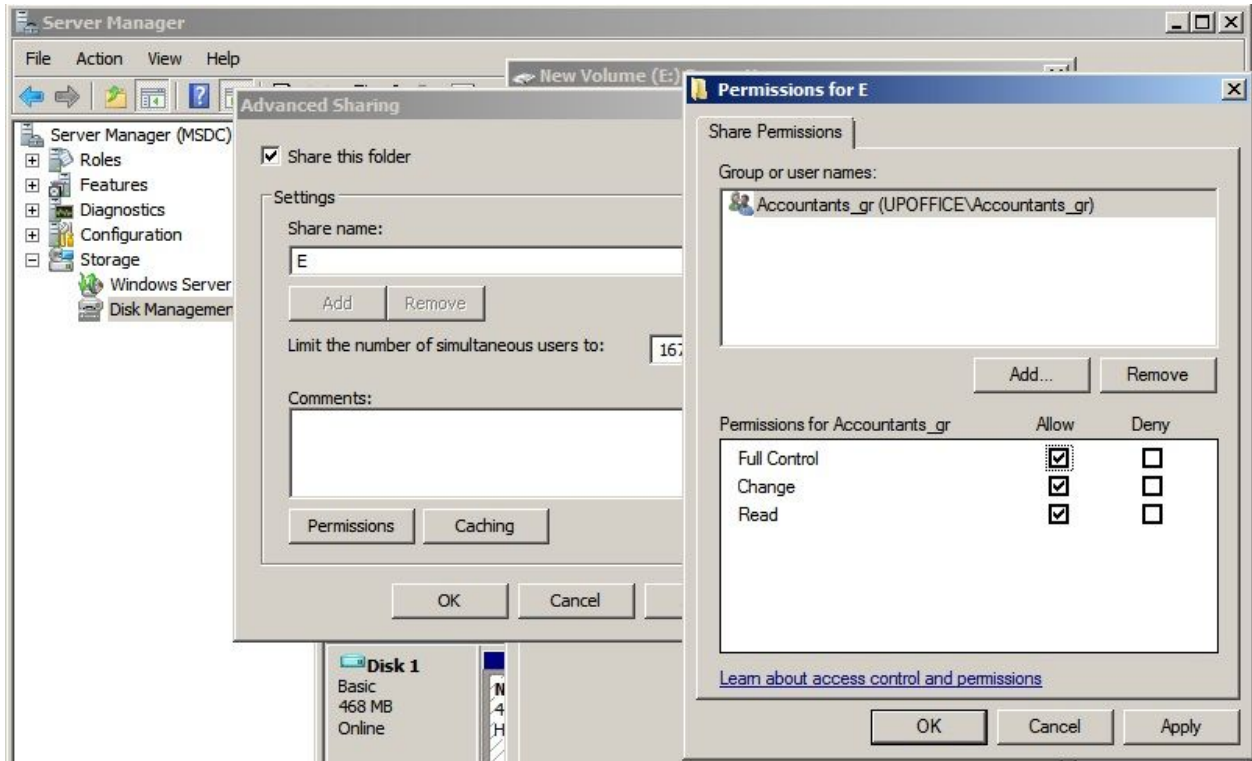 Server Manager
File Action View Help
New Volume (E:)
Advanced Sharing
Permissions for E
Server Manager (MSDC)
Roles
Features
Diagnostics
Configuration
Storage
Windows Server
Disk Managemen
Share this folder
Settings
Share name:
E
Add Remove
Limit the number of simultaneous users to: 167
Comments:
Permissions Caching
OK Cancel
Share Permissions
Group or user names:
Accountants_gr (UPOFFICE\Accountants_gr)
Add... Remove
Permissions for Accountants_gr Allow Deny
Full Control
Change
Read
Learn about access control and permissions
OK Cancel Apply
Disk 1
Basic
468 MB
Online
N
4
H